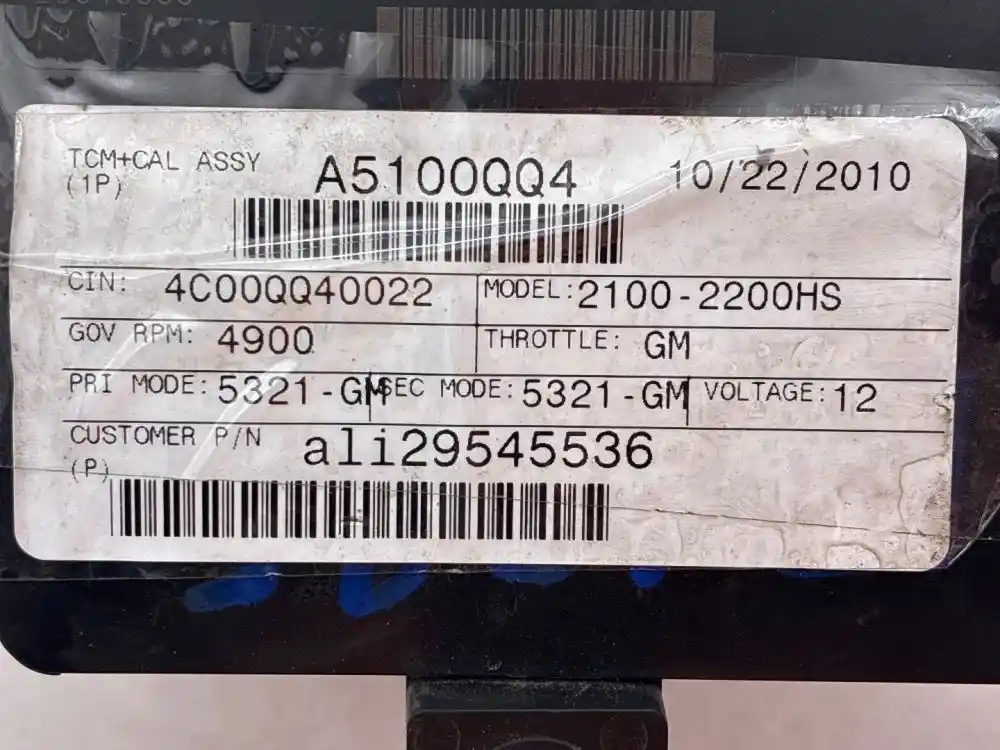 TCM+CAL ASSY A5100QQ4 10/22/2010
(1P)
CIN: 4C00QQ40022 MODEL: 2100-2200HS
GOV RPM: 4900 THROTTLE: GM
PRI MODE: 5321-GM SEC MODE: 5321-GM VOLTAGE: 12
CUSTOMER P/N ali29545536
(P)